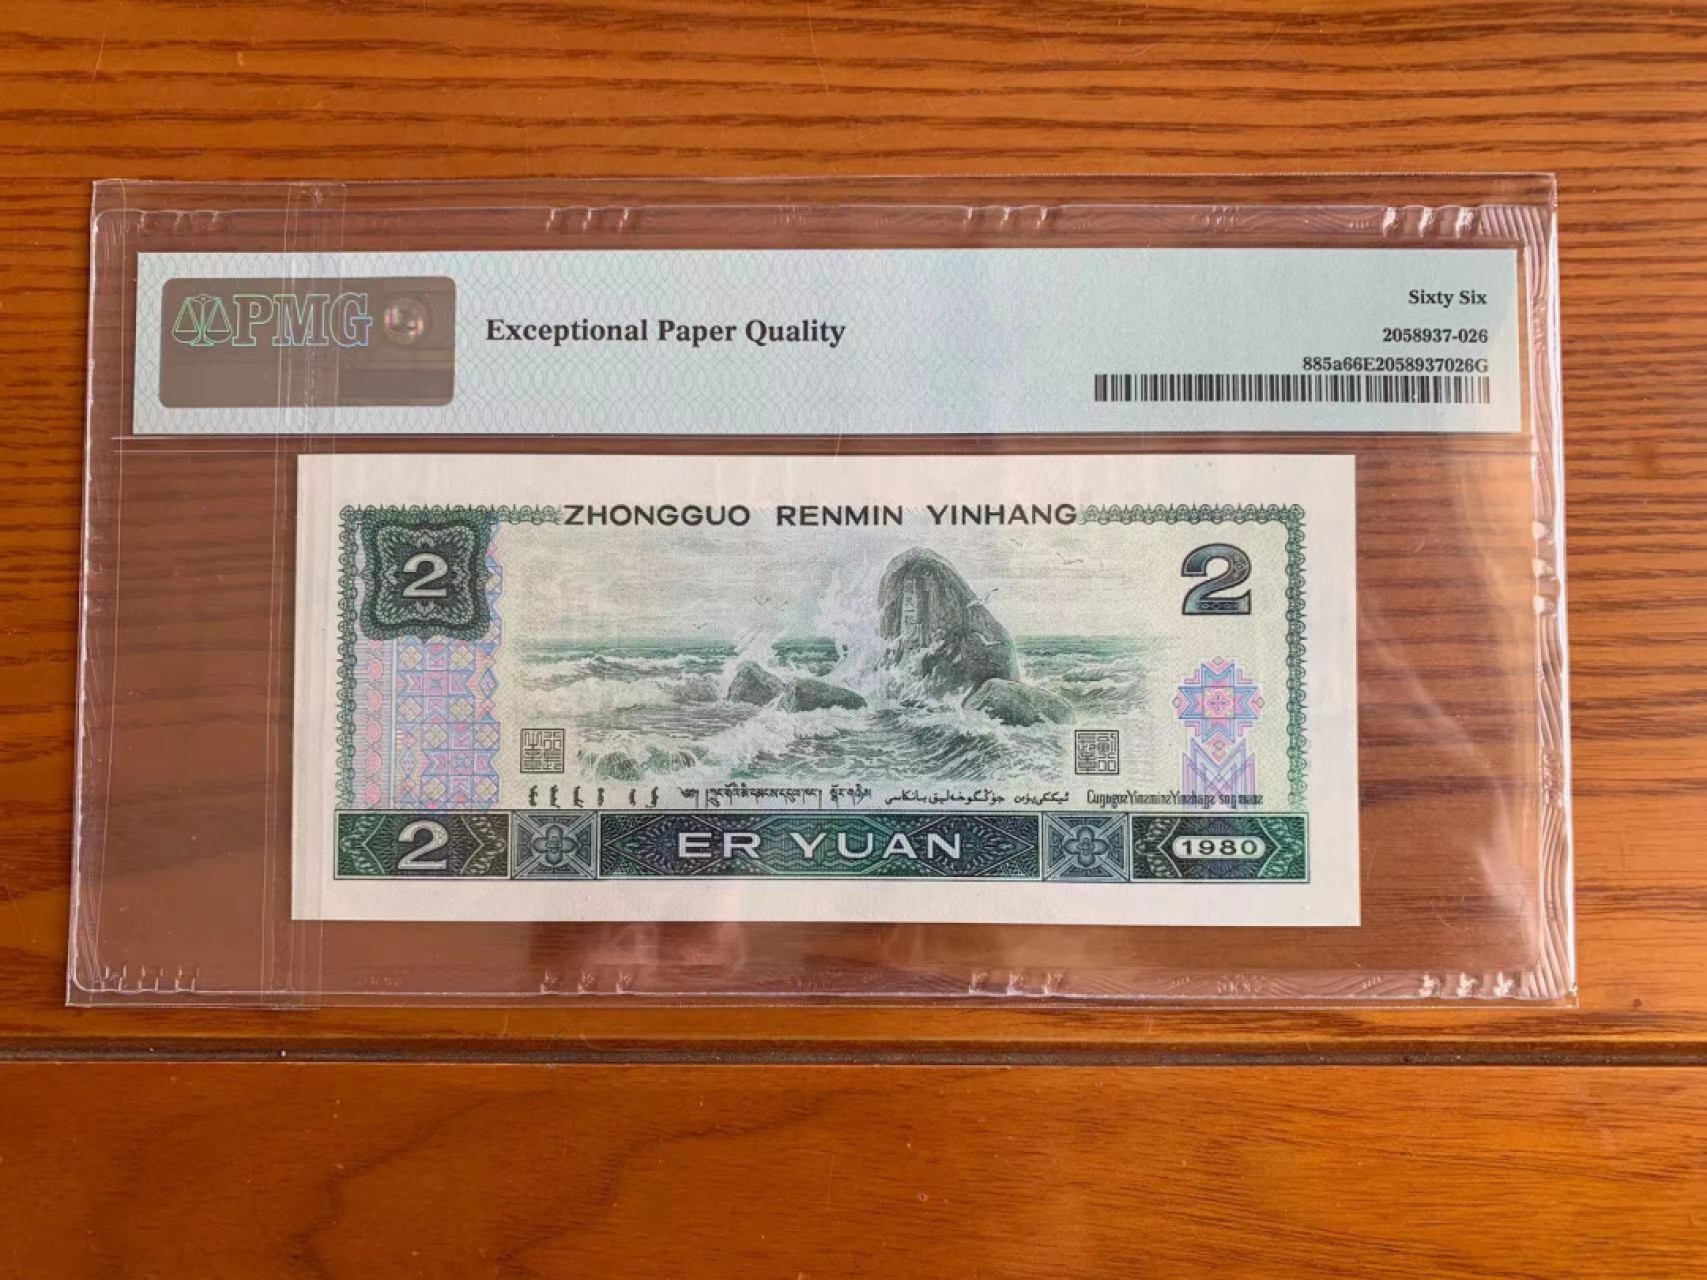 PMG
Exceptional Paper Quality
Sixty Six
2058937-026
885a66E2058937026G
ZHONGGUO RENMIN YINHANG
2
2
2
ER YUAN
1980